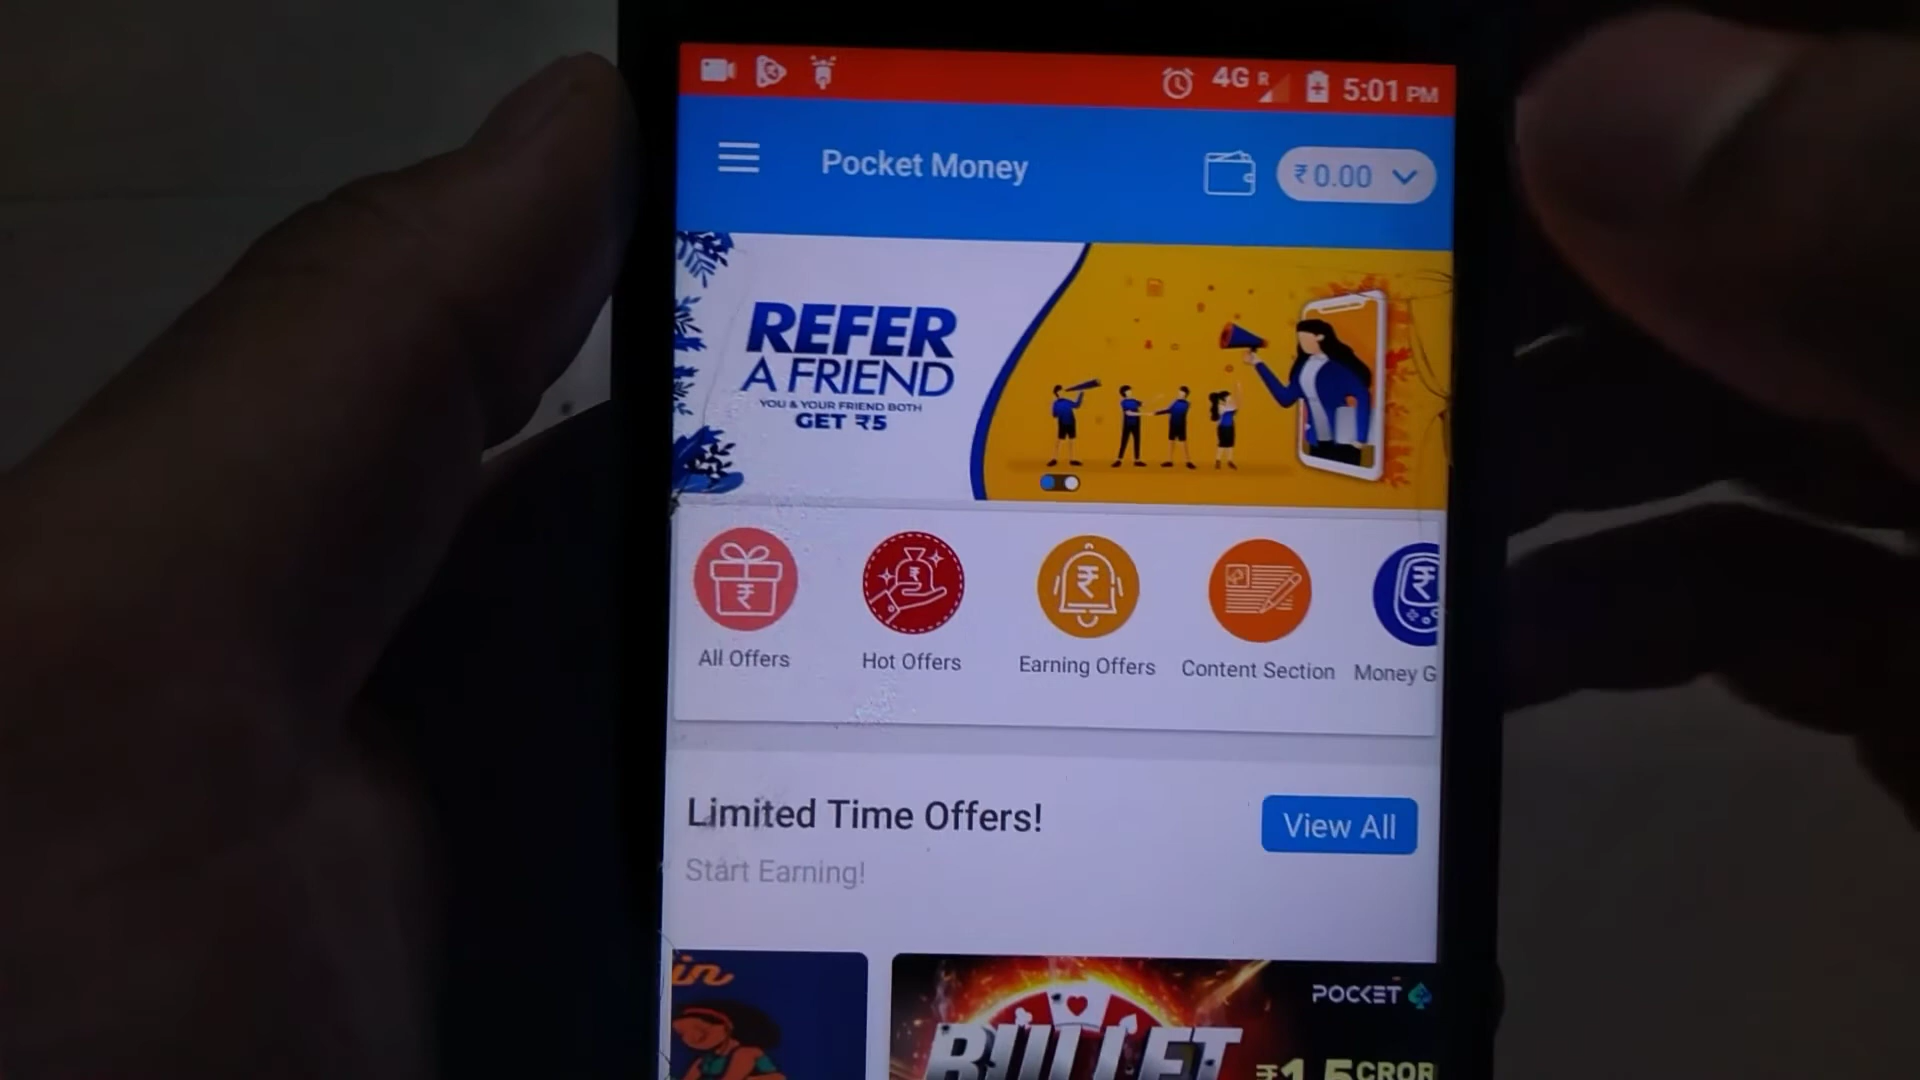 4G R 5:01 PM
Pocket Money
₹0.00
REFER
A FRIEND
YOU & YOUR FRIEND BOTH
GET ₹5
All Offers
Hot Offers
Earning Offers
Content Section
Money G
Limited Time Offers!
View All
Start Earning!
in
POCKET
BULLET
₹1.5 CROR